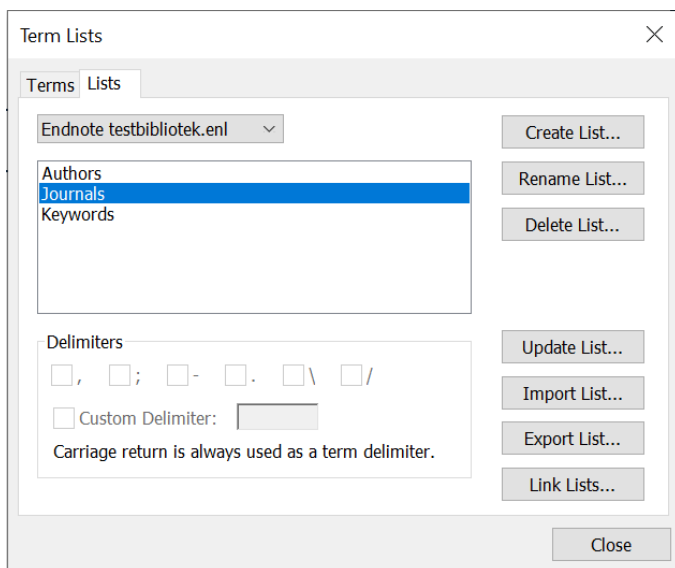 Term Lists
Terms Lists
Endnote testbibliotek.enl
Create List...
Authors
Journals
Keywords
Rename List...
Delete List...
Delimiters
, ; - . \ /
Custom Delimiter:
Carriage return is always used as a term delimiter.
Update List...
Import List...
Export List...
Link Lists...
Close